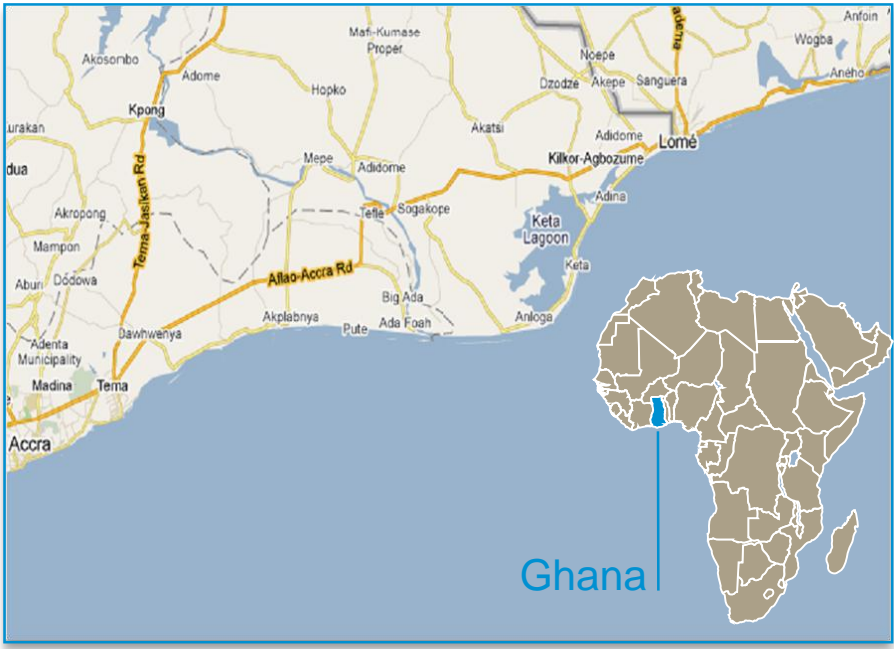 Anfoin
Mafi-Kumase
Proper
adema
Wogba
Akosombo
Noepe
Adome
Aného
Dzodze
Akepe
Sanguera
Hopko
Kpong
Akatsi
Adidome
Lomé
Kilkor-Agbozume
Mepe
Adidome
dua
Adina
Tema Jasikan Rd
Tefle
Sogakope
Akropong
Keta
Lagoon
Mampon
Keta
Aflao-Accra Rd
Aburi
Dodowa
Big Ada
Akplabnya
Anloga
Pute
Ada Foah
Dawhwenya
Adenta
Municipality
Madina
Tema
Accra
Ghana